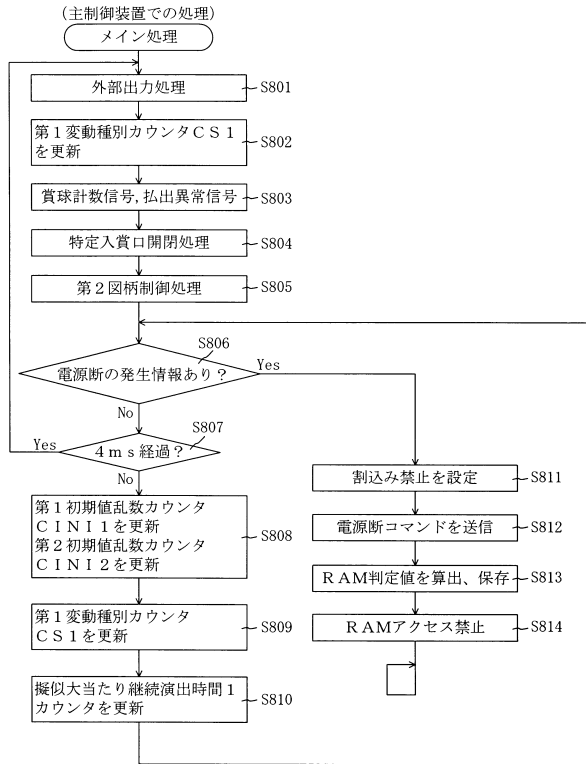 (主制御装置での処理)
メイン処理
外部出力処理
S801
第1変動種別カウンタCS1
を更新
S802
賞球計数信号,払出異常信号
S803
特定入賞口開閉処理
S804
第2図柄制御処理
S805
S806
電源断の発生情報あり?
Yes
No
S807
4ms経過?
Yes
No
第1初期値乱数カウンタ
CINI1を更新
第2初期値乱数カウンタ
CINI2を更新
S808
第1変動種別カウンタ
CS1を更新
S809
擬似大当たり継続演出時間1
カウンタを更新
S810
割込み禁止を設定
S811
電源断コマンドを送信
S812
RAM判定値を算出、保存
S813
RAMアクセス禁止
S814